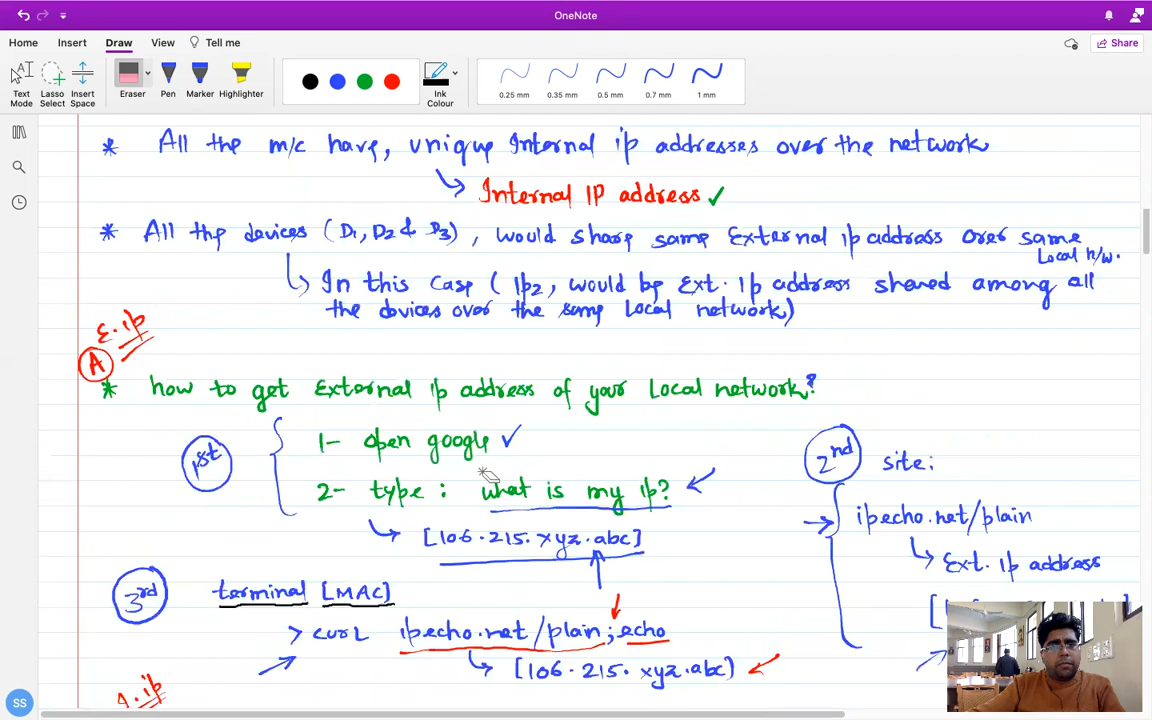 OneNote
Home Insert Draw View Tell me
Share
Text Mode
Lasso Select
Insert Space
Eraser
Pen
Marker
Highlighter
Ink Colour
0.25 mm 0.35 mm 0.5 mm 0.7 mm 1 mm
* All the m/c have, unique Internal ip addresses over the network
Internal IP address ✓
* All the devices (D1, D2 & D3), would share same External ip address over same
Local n/w.
In this case (ip2, would be Ext. ip address shared among all
the devices over the same local network)
E.ip
A
* how to get External ip address of your Local network?
1st
1- open google ✓
2- type : what is my ip?
[106.215.xyz.abc]
2nd site:
ipecho.net/plain
Ext. ip address
3rd
terminal [MAC]
> curl ipecho.net/plain ; echo
[106.215.xyz.abc)
SS